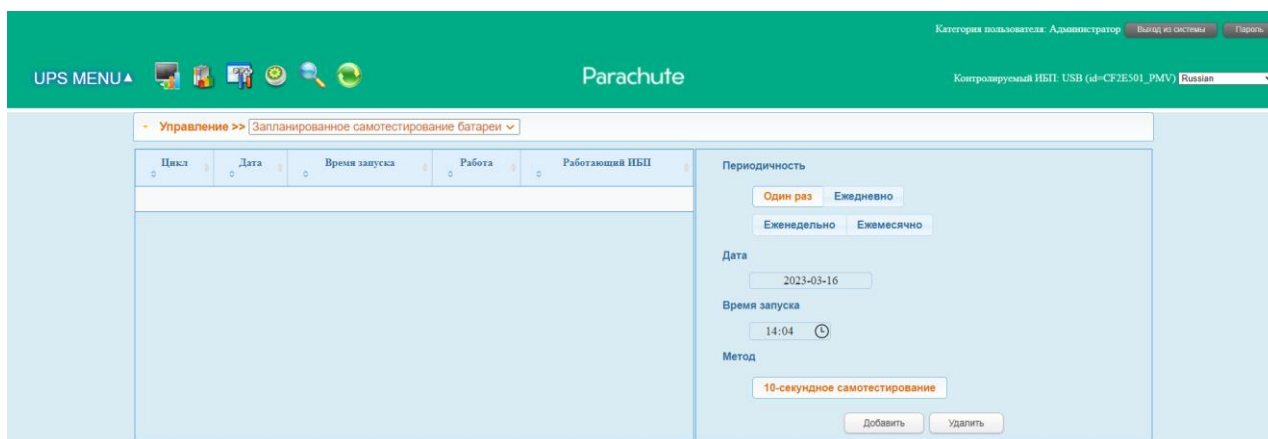 Категория пользователя: Администратор Выход из системы Пароль
UPS MENU▲ Parachute
Контролируемый ИБП: USB (id=CF2E501_PMV) Russian
Управление >> Запланированное самотестирование батареи
Цикл Дата Время запуска Работа Работающий ИБП
Периодичность
Один раз Ежедневно
Еженедельно Ежемесячно
Дата
2023-03-16
Время запуска
14:04
Метод
10-секундное самотестирование
Добавить Удалить